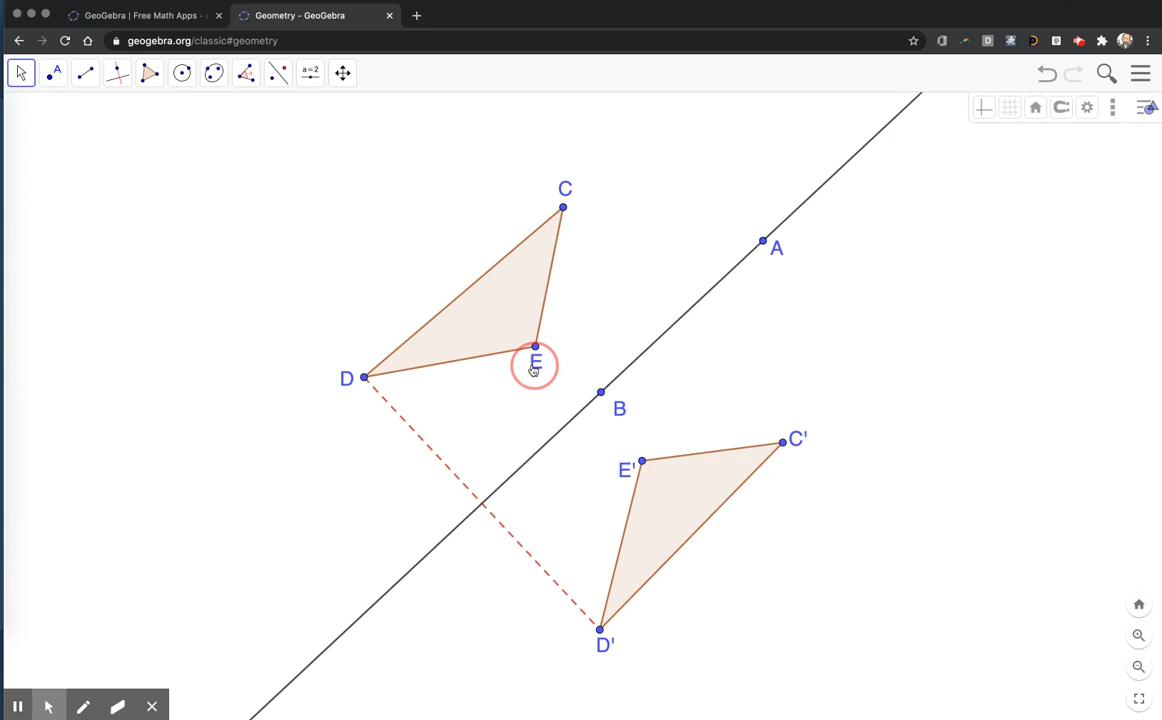 GeoGebra | Free Math Apps -
Geometry - GeoGebra
geogebra.org/classic#geometry
A
a=2
D
C
A
D
E
B
E'
C'
D'